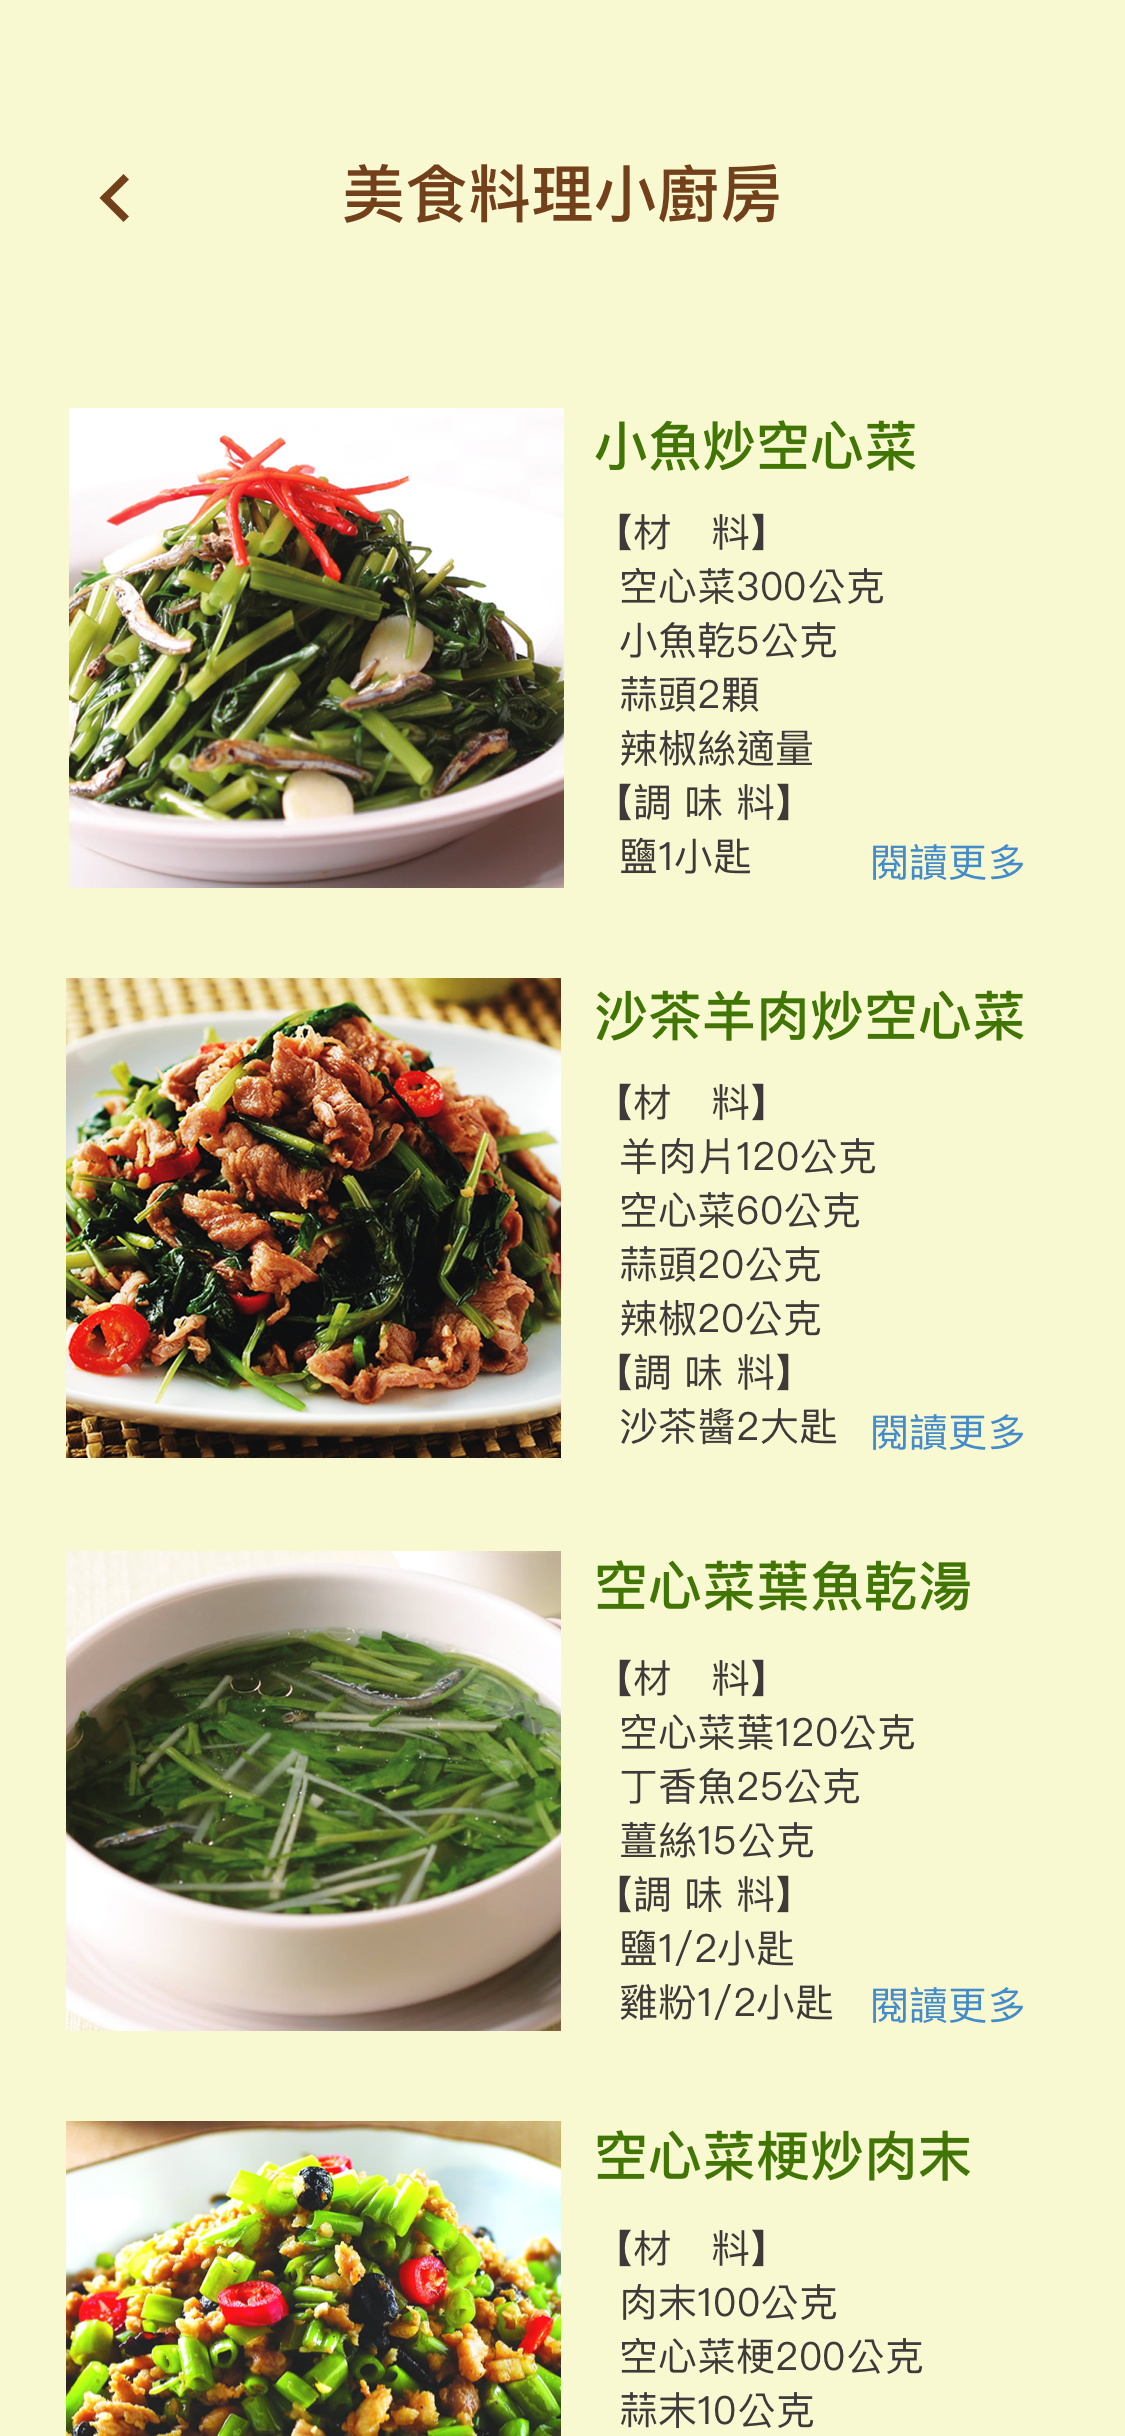 美食料理小廚房
小魚炒空心菜
【材　料】
空心菜300公克
小魚乾5公克
蒜頭2顆
辣椒絲適量
【調 味 料】
鹽1小匙
閱讀更多
沙茶羊肉炒空心菜
【材　料】
羊肉片120公克
空心菜60公克
蒜頭20公克
辣椒20公克
【調 味 料】
沙茶醬2大匙
閱讀更多
空心菜葉魚乾湯
【材　料】
空心菜葉120公克
丁香魚25公克
薑絲15公克
【調 味 料】
鹽1/2小匙
雞粉1/2小匙
閱讀更多
空心菜梗炒肉末
【材　料】
肉末100公克
空心菜梗200公克
蒜末10公克